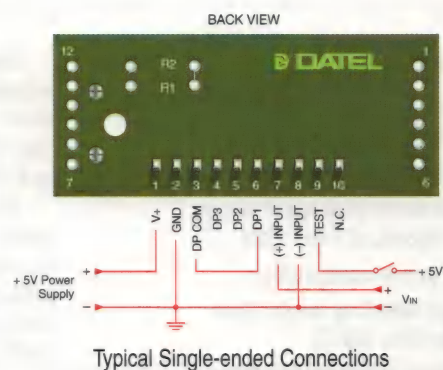 BACK VIEW
12 1
R2 DATEL
R1
7 6
1 2 3 4 5 6 7 8 9 10
V+
GND
DP COM
DP3
DP2
DP1
(+) INPUT
(–) INPUT
TEST
N.C.
+ 5V Power
Supply
+
–
+ 5V
+
VIN
–
Typical Single-ended Connections